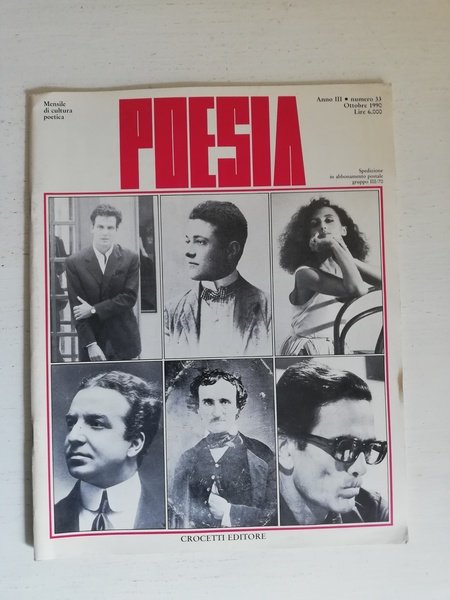 Mensile
di cultura
poetica
POESIA
Anno III • numero 33
Ottobre 1990
Lire 6.000
Spedizione
in abbonamento postale
gruppo III-70
CROCETTI EDITORE